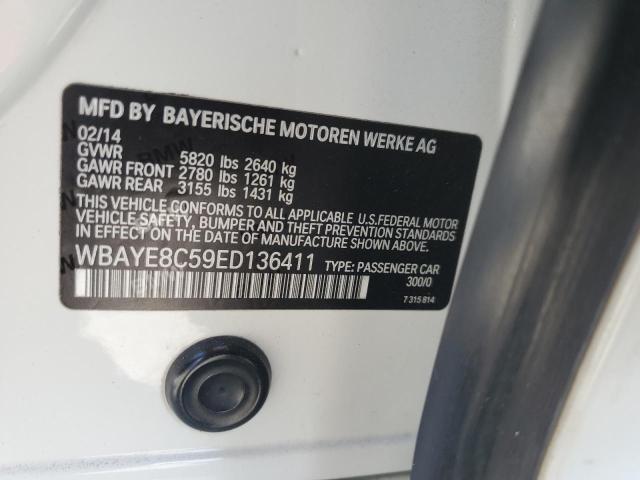 MFD BY BAYERISCHE MOTOREN WERKE AG
02/14
GVWR 5820 lbs 2640 kg
GAWR FRONT 2780 lbs 1261 kg
GAWR REAR 3155 lbs 1431 kg
THIS VEHICLE CONFORMS TO ALL APPLICABLE U.S.FEDERAL MOTOR
VEHICLE SAFETY, BUMPER AND THEFT PREVENTION STANDARDS
IN EFFECT ON THE DATE OF MANUFACTURE SHOWN ABOVE.
WBAYE8C59ED136411 TYPE: PASSENGER CAR
300/0
7 315 814